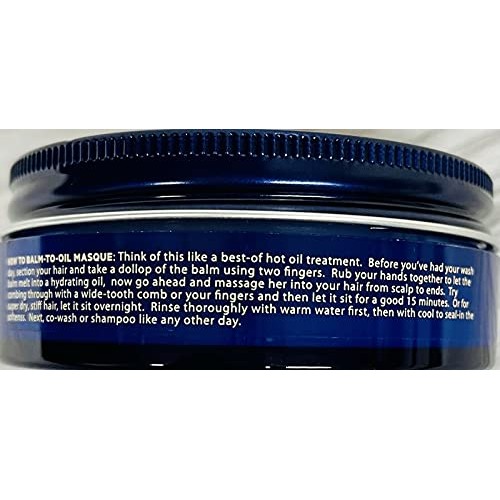 HOW TO BALM-TO-OIL MASQUE: Think of this like a best-of hot oil treatment. Before you've had your wash
day, section your hair and take a dollop of the balm using two fingers. Rub your hands together to let the
balm melt into a hydrating oil, now go ahead and massage her into your hair from scalp to ends. Try
combing through with a wide-tooth comb or your fingers and then let it sit for a good 15 minutes. Or for
super dry, stiff hair, let it sit overnight. Rinse thoroughly with warm water first, then with cool to seal-in the
softness. Next, co-wash or shampoo like any other day.